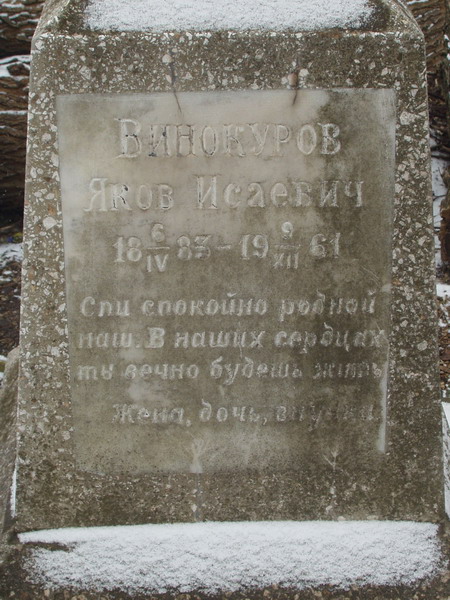 Винокуров
Яков Исаевич
18 6/IV 83 - 19 9/XII 61
Спи спокойно родной
наш. В наших сердцах
ты вечно будешь жить
Жена, дочь, внучка